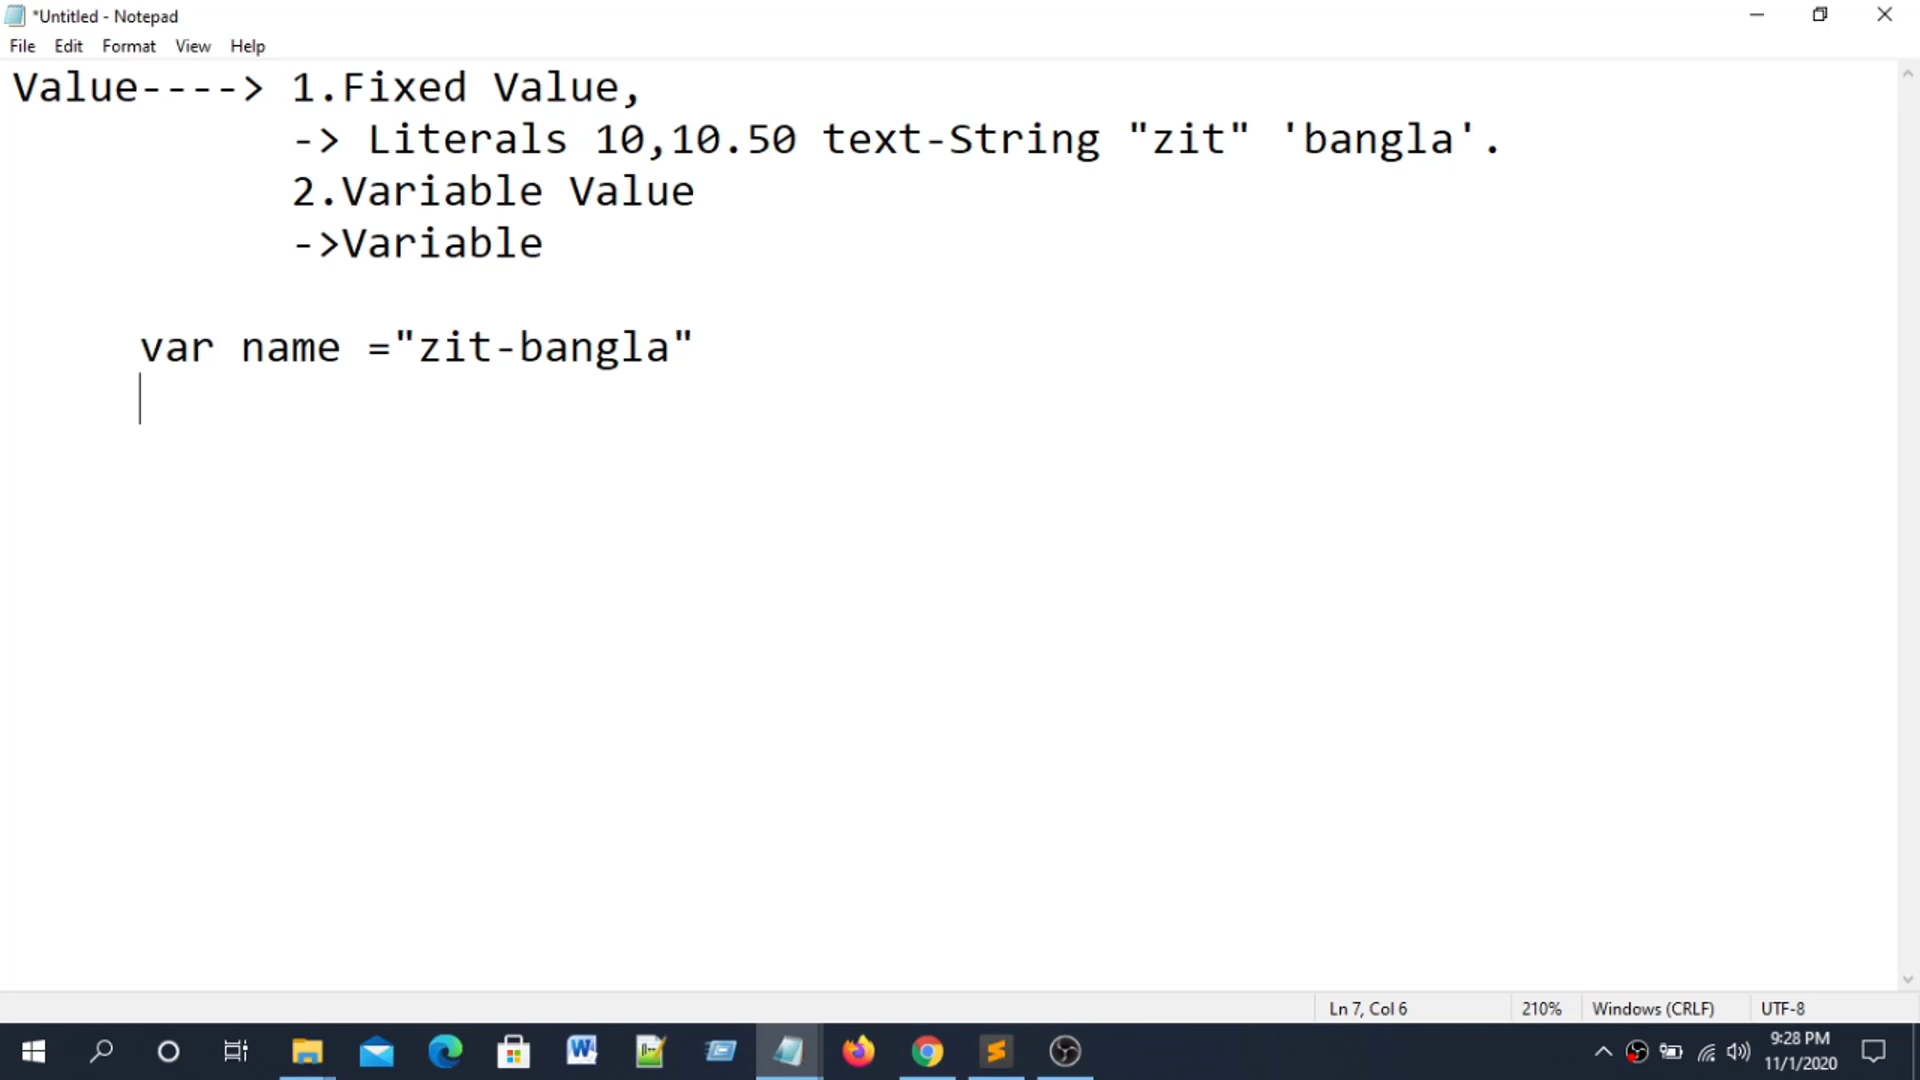 *Untitled - Notepad
File Edit Format View Help
Value----> 1.Fixed Value,
-> Literals 10,10.50 text-String "zit" 'bangla'.
2.Variable Value
->Variable
var name ="zit-bangla"
Ln 7, Col 6 210% Windows (CRLF) UTF-8
9:28 PM
11/1/2020